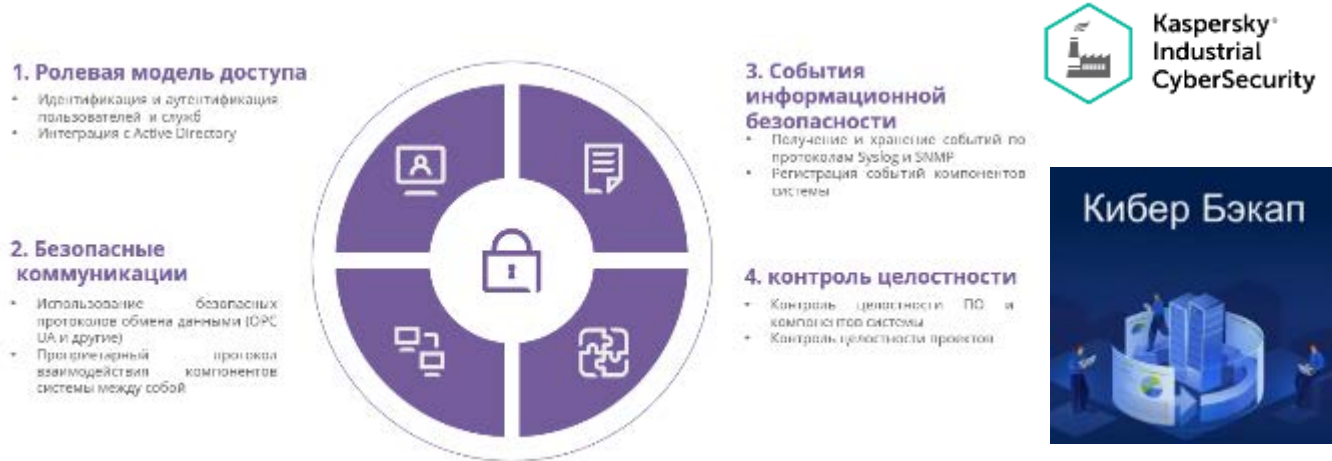 1. Ролевая модель доступа
• Идентификация и аутентификация
пользователей и служб
• Интеграция с Active Directory
2. Безопасные
коммуникации
• Использование безопасных
протоколов обмена данными (OPC
UA и другие)
• Проприетарный протокол
взаимодействия компонентов
системы между собой
3. События
информационной
безопасности
• Получение и хранение событий по
протоколам Syslog и SNMP
• Регистрация событий компонентов
системы
4. контроль целостности
• Контроль целостности ПО и
компонентов системы
• Контроль целостности проектов
Kaspersky®
Industrial
CyberSecurity
Кибер Бэкап